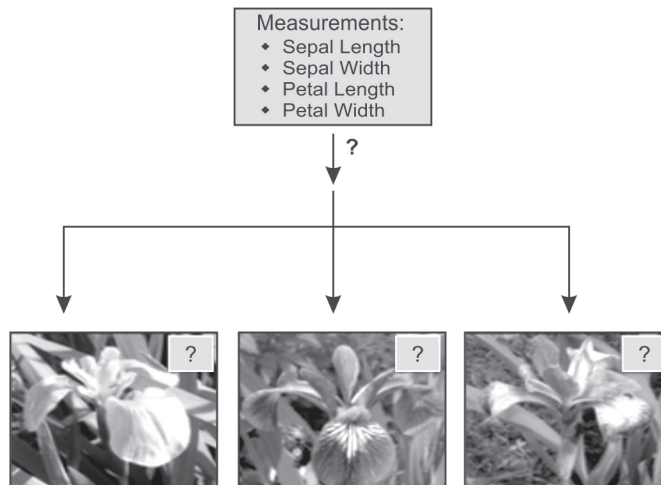 Measurements:
◆ Sepal Length
◆ Sepal Width
◆ Petal Length
◆ Petal Width
?
? ? ?